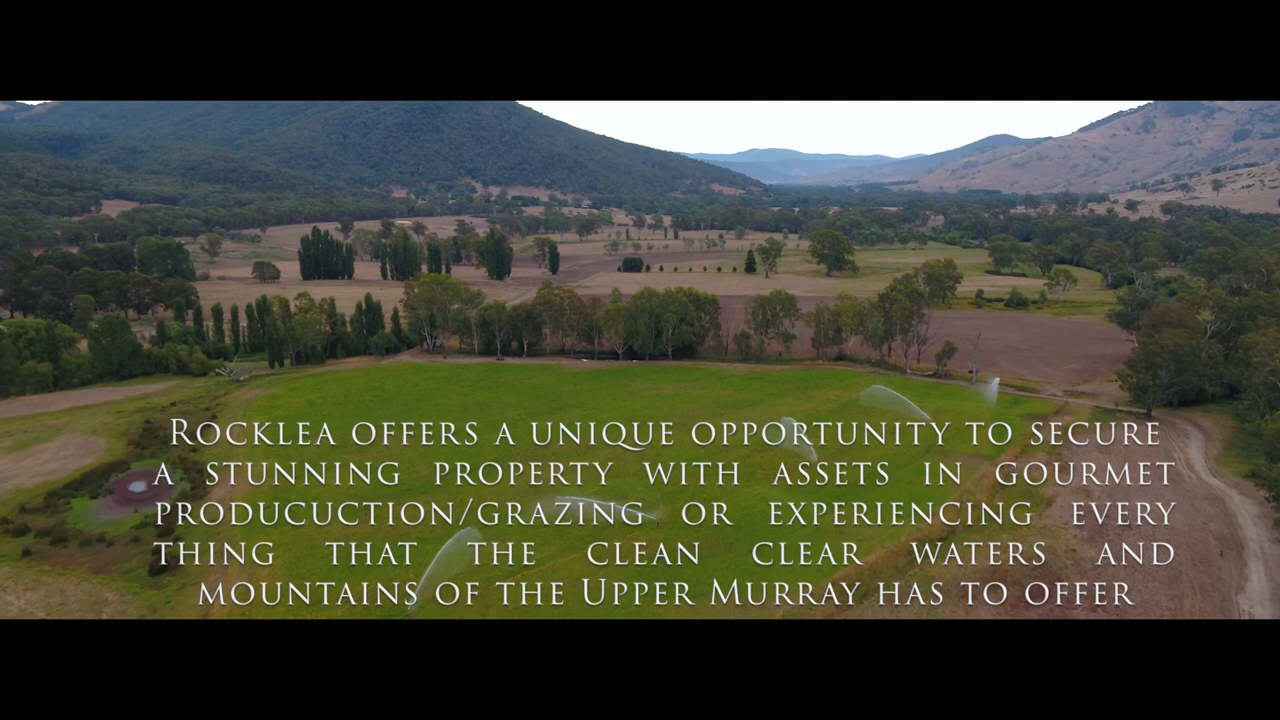 Rocklea offers a unique opportunity to secure
a stunning property with assets in gourmet
producuction/grazing or experiencing every
thing that the clean clear waters and
mountains of the Upper Murray has to offer